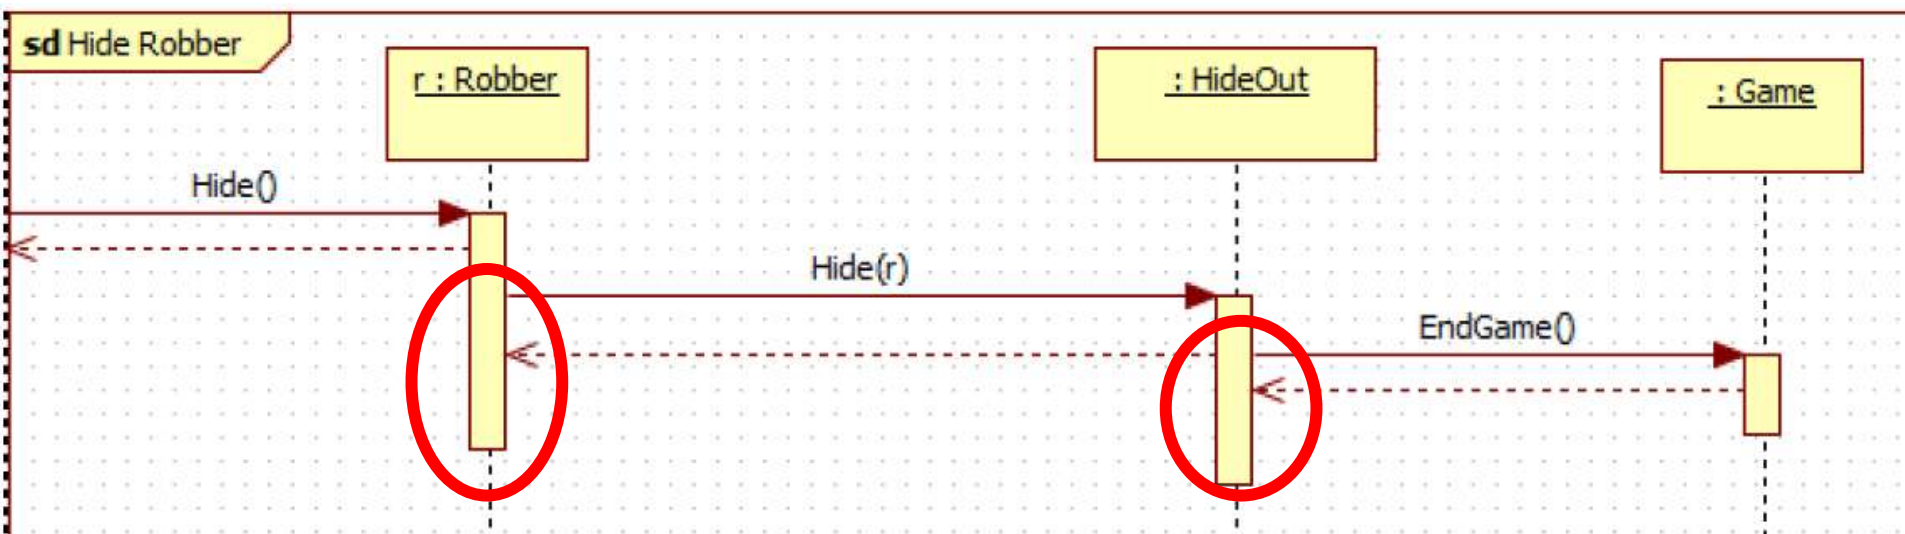 sd Hide Robber
r : Robber
: HideOut
: Game
Hide()
Hide(r)
EndGame()